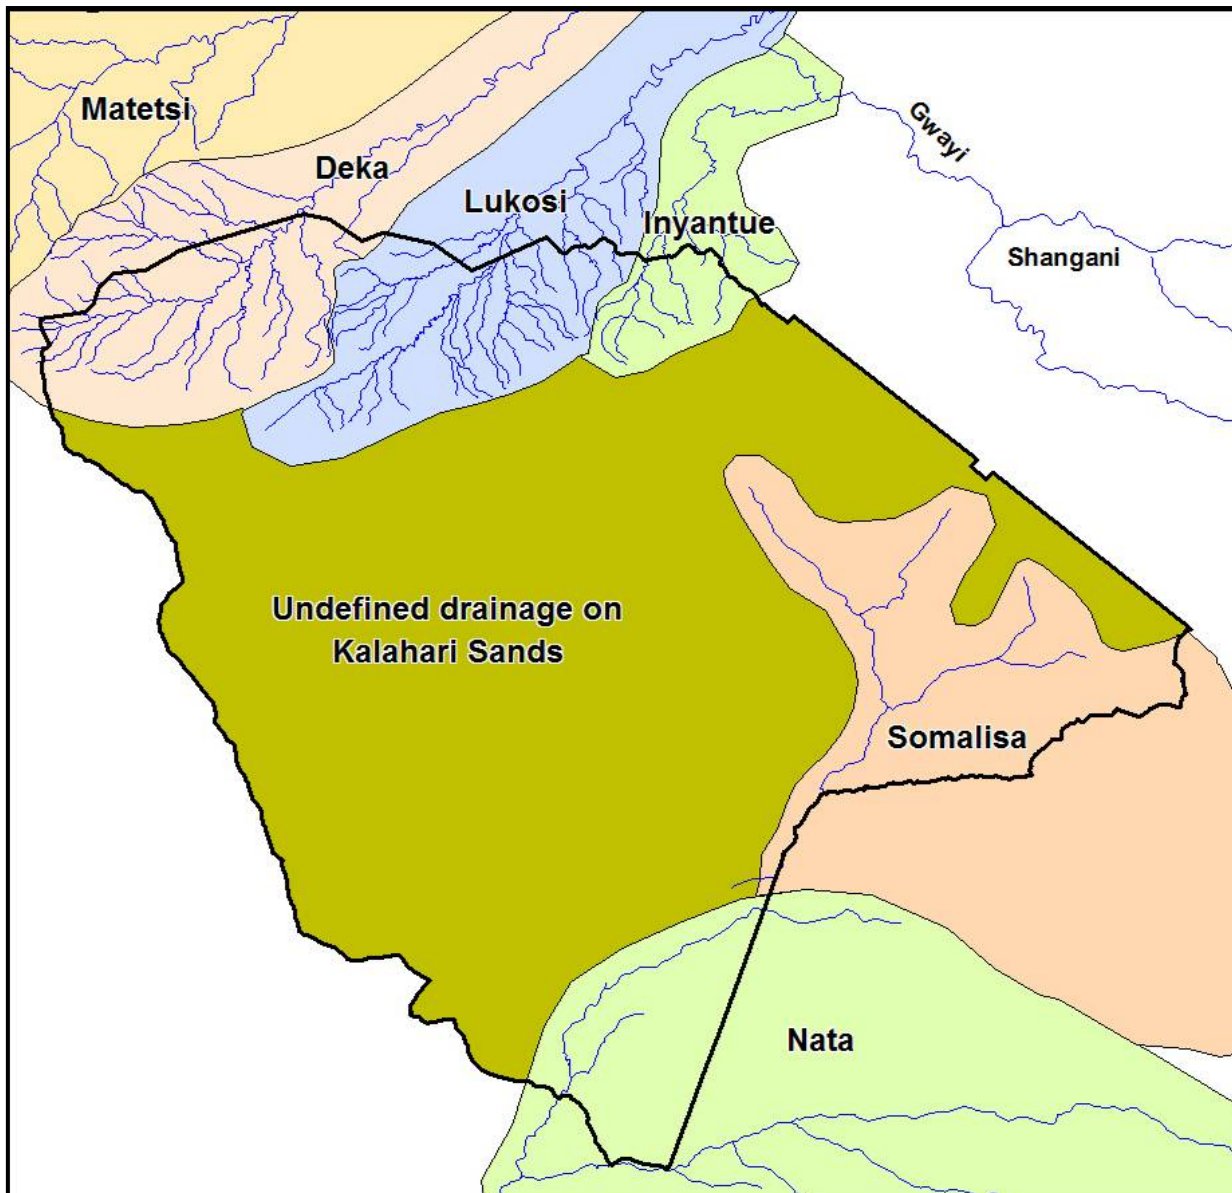 Matetsi
Deka
Lukosi
Inyantue
Gwayi
Shangani
Undefined drainage on
Kalahari Sands
Somalisa
Nata